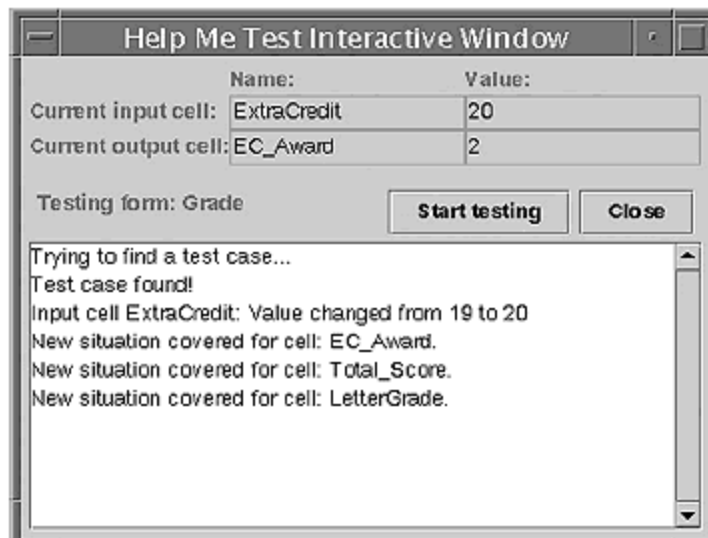 Help Me Test Interactive Window
Name: Value:
Current input cell: ExtraCredit 20
Current output cell: EC_Award 2
Testing form: Grade Start testing Close
Trying to find a test case...
Test case found!
Input cell ExtraCredit: Value changed from 19 to 20
New situation covered for cell: EC_Award.
New situation covered for cell: Total_Score.
New situation covered for cell: LetterGrade.